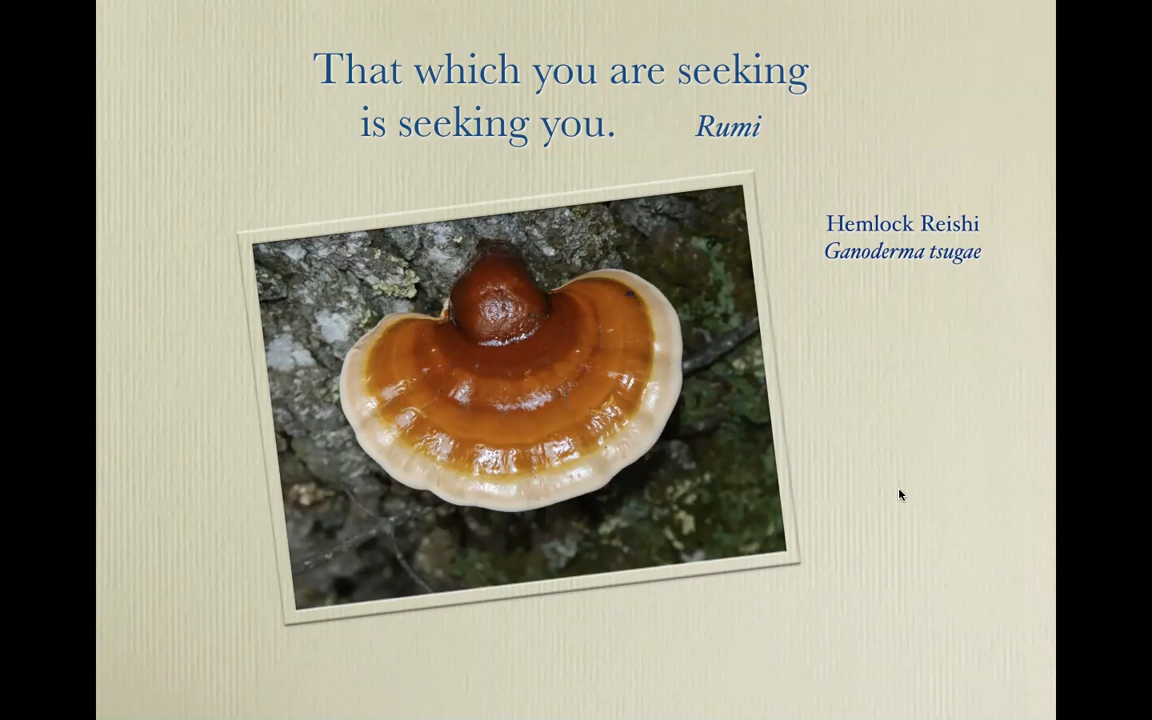 That which you are seeking
is seeking you. Rumi
Hemlock Reishi
Ganoderma tsugae